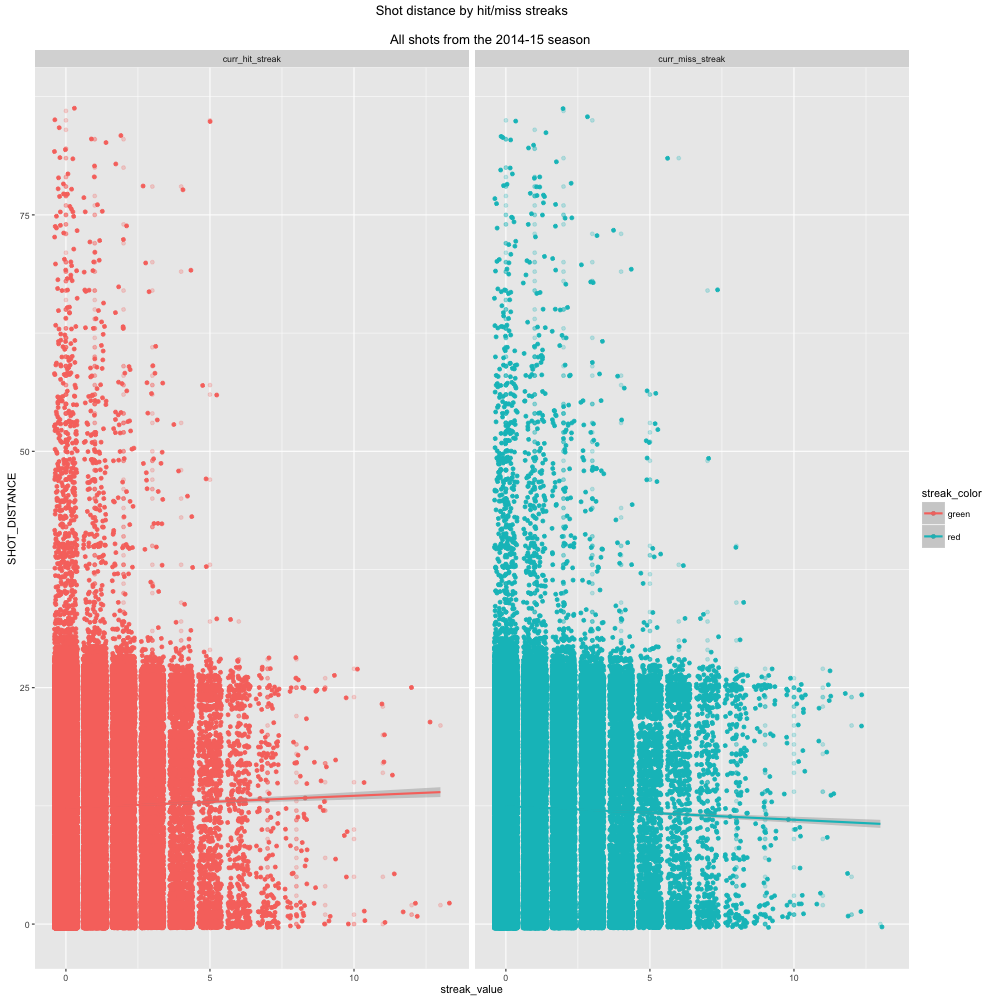 Shot distance by hit/miss streaks
All shots from the 2014-15 season
curr_hit_streak
curr_miss_streak
75
50
25
0
SHOT_DISTANCE
0
5
10
0
5
10
streak_value
streak_color
green
red